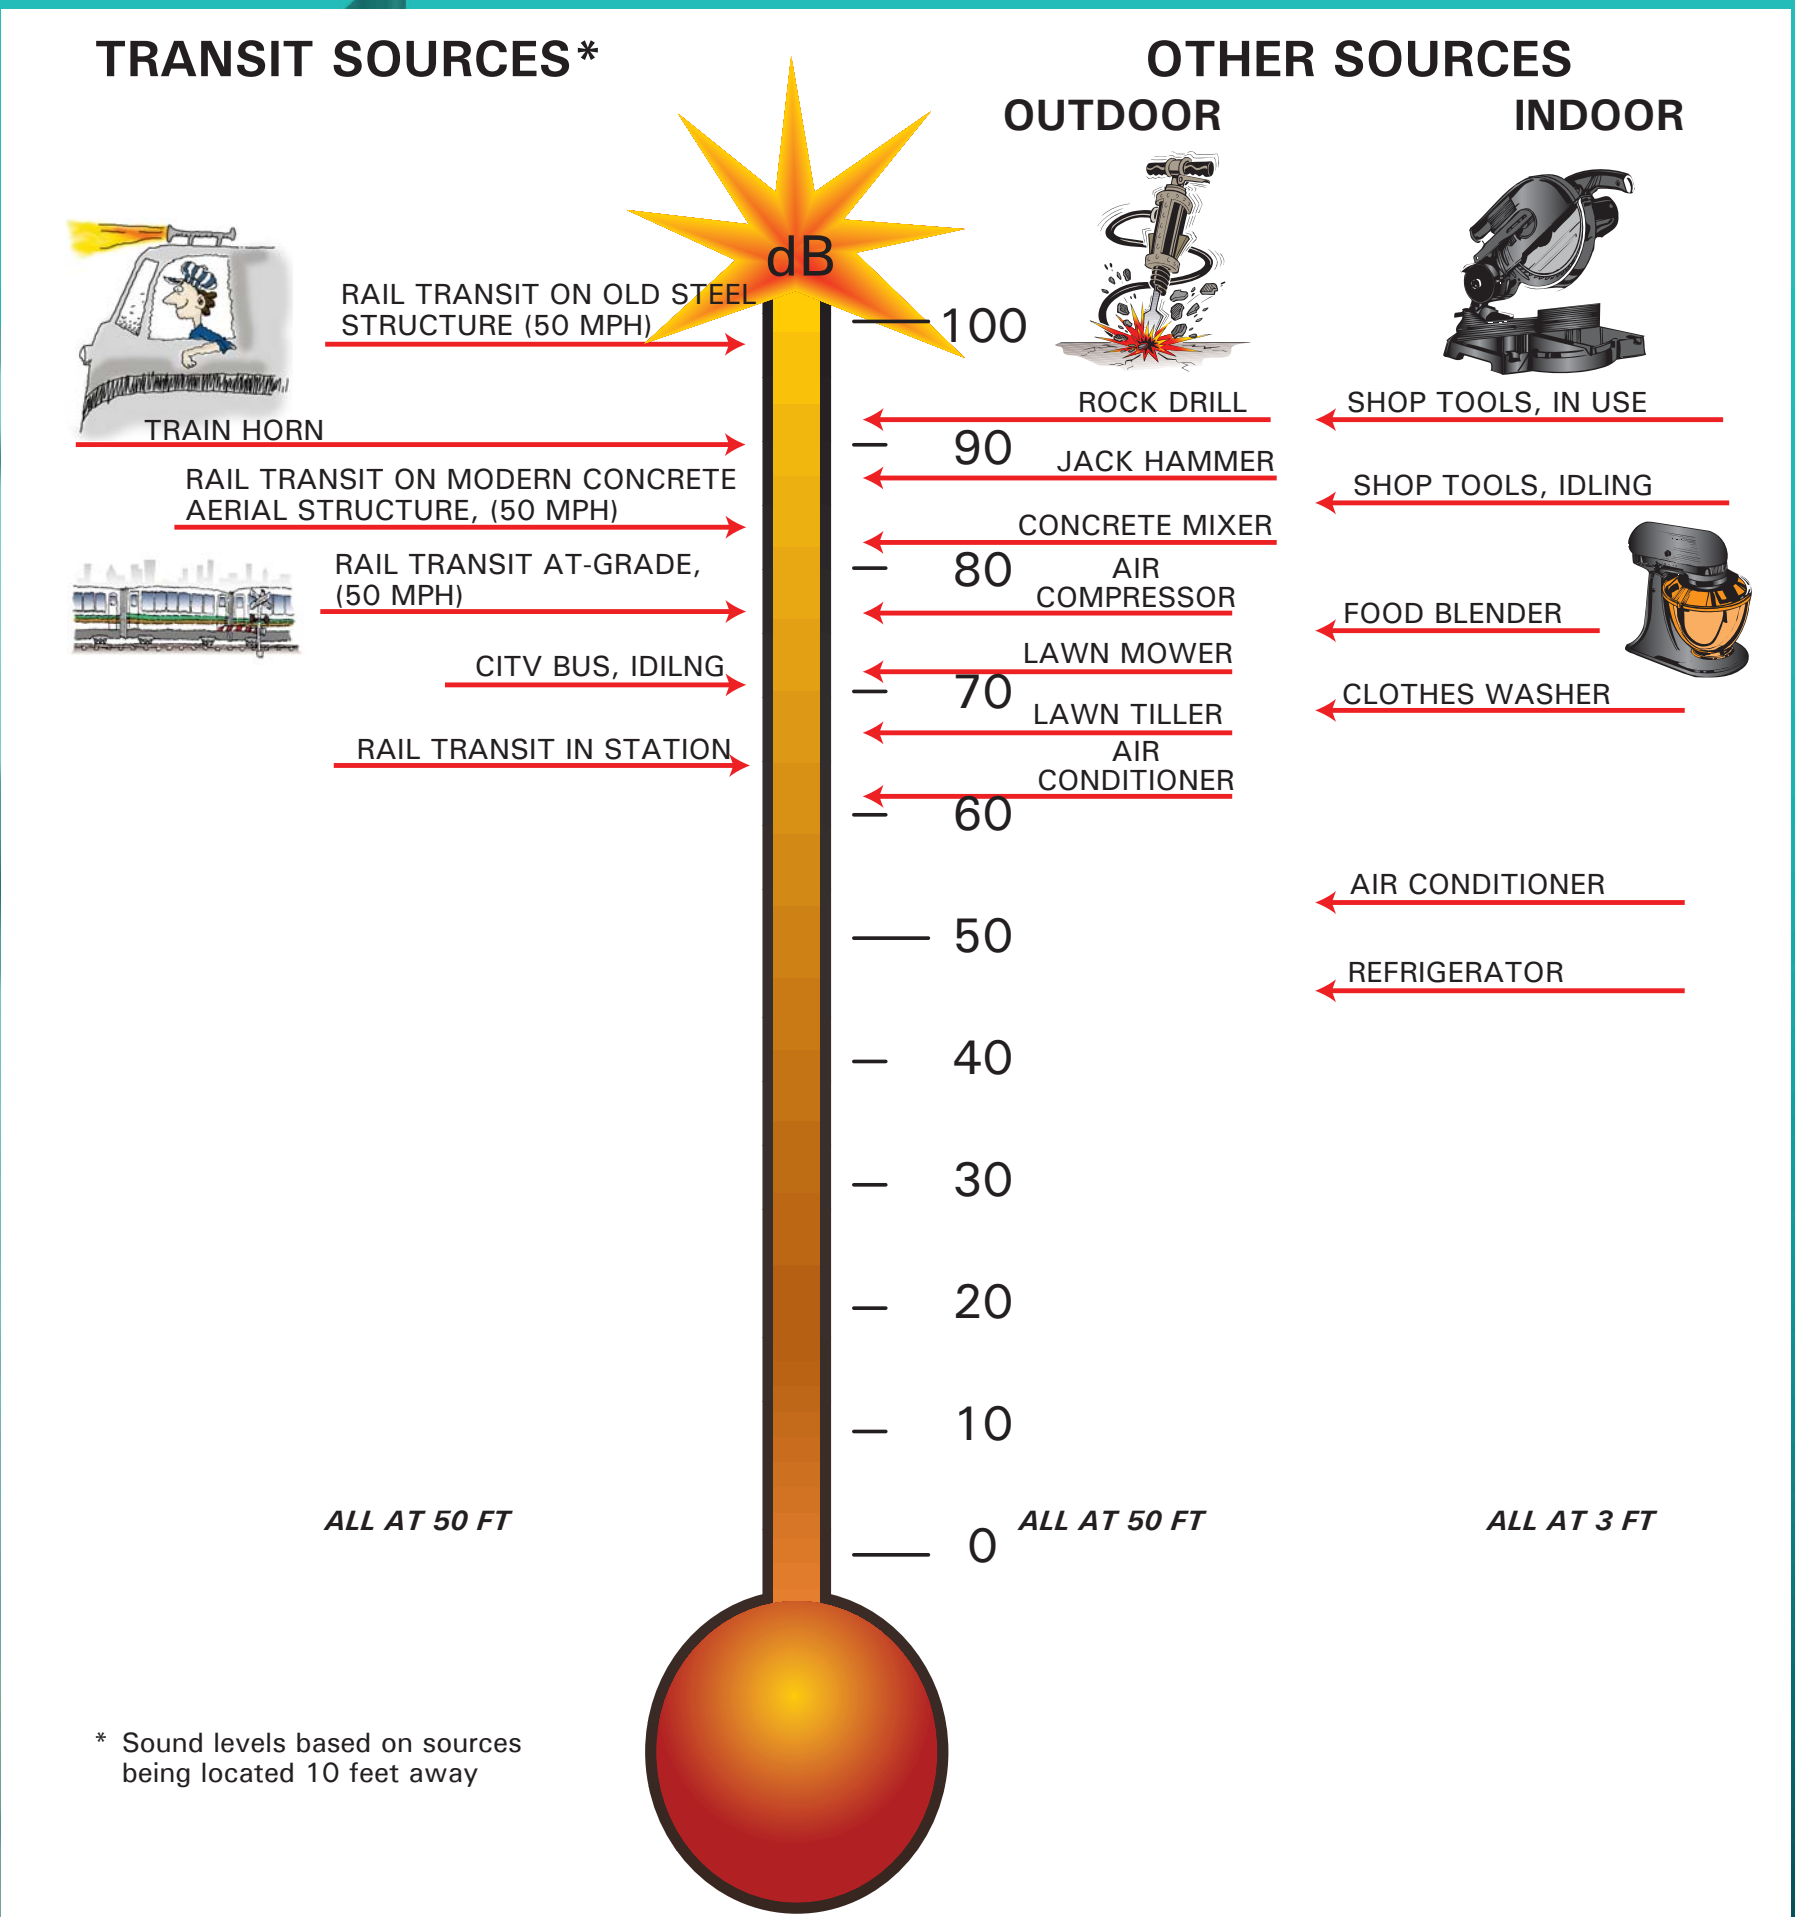 TRANSIT SOURCES*
OTHER SOURCES
OUTDOOR
INDOOR
dB
RAIL TRANSIT ON OLD STEEL
STRUCTURE (50 MPH)
TRAIN HORN
RAIL TRANSIT ON MODERN CONCRETE
AERIAL STRUCTURE, (50 MPH)
RAIL TRANSIT AT-GRADE,
(50 MPH)
CITV BUS, IDILNG
RAIL TRANSIT IN STATION
100
90
80
70
60
50
40
30
20
10
0
ROCK DRILL
JACK HAMMER
CONCRETE MIXER
AIR
COMPRESSOR
LAWN MOWER
LAWN TILLER
AIR
CONDITIONER
SHOP TOOLS, IN USE
SHOP TOOLS, IDLING
FOOD BLENDER
CLOTHES WASHER
AIR CONDITIONER
REFRIGERATOR
ALL AT 50 FT
ALL AT 50 FT
ALL AT 3 FT
* Sound levels based on sources
being located 10 feet away